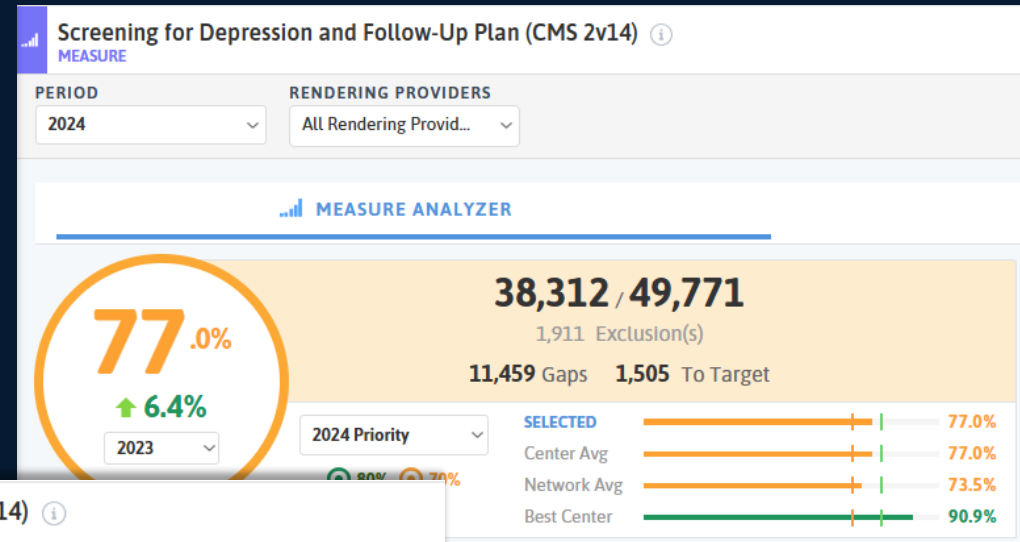 Screening for Depression and Follow-Up Plan (CMS 2v14)
MEASURE
PERIOD
RENDERING PROVIDERS
2024
All Rendering Provid...
MEASURE ANALYZER
38,312 / 49,771
1,911 Exclusion(s)
11,459 Gaps 1,505 To Target
77.0%
6.4%
2023
2024 Priority
80% 70%
SELECTED 77.0%
Center Avg 77.0%
Network Avg 73.5%
Best Center 90.9%
14)